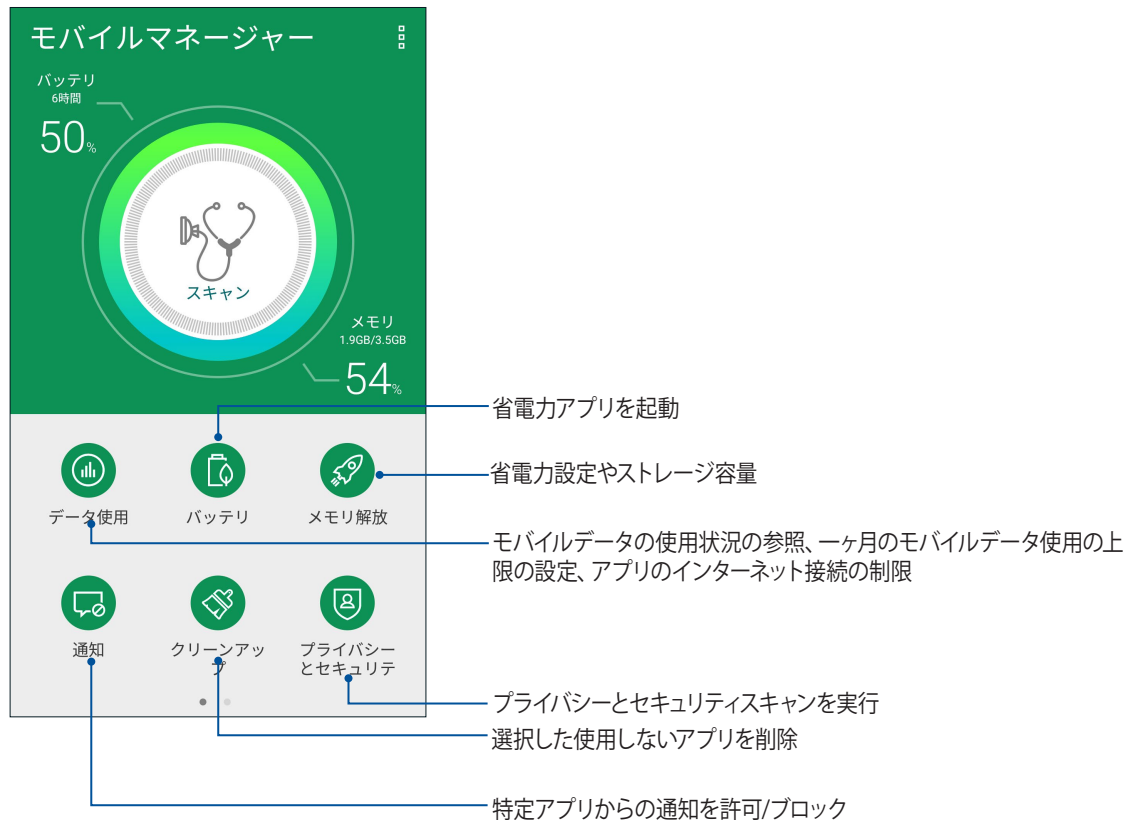 モバイルマネージャー
バッテリ
6時間
50%
スキャン
メモリ
1.9GB/3.5GB
54%
省電力アプリを起動
省電力設定やストレージ容量
データ使用
バッテリ
メモリ解放
モバイルデータの使用状況の参照、一ヶ月のモバイルデータ使用の上
限の設定、アプリのインターネット接続の制限
通知
クリーンアッ
プ
プライバシー
とセキュリテ
プライバシーとセキュリティスキャンを実行
選択した使用しないアプリを削除
特定アプリからの通知を許可/ブロック